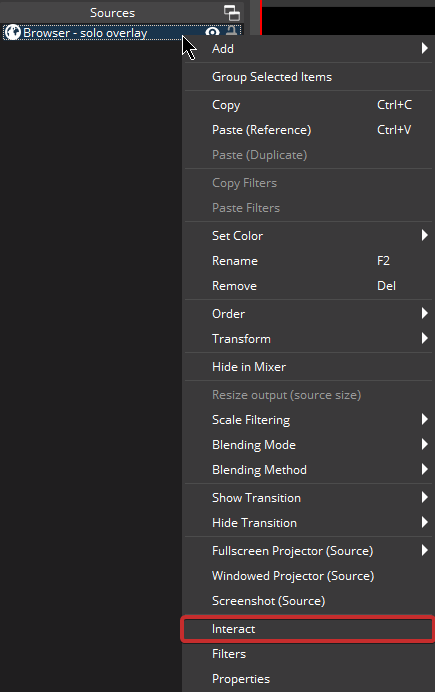 Sources
Browser - solo overlay
Add
Group Selected Items
Copy Ctrl+C
Paste (Reference) Ctrl+V
Paste (Duplicate)
Copy Filters
Paste Filters
Set Color
Rename F2
Remove Del
Order
Transform
Hide in Mixer
Resize output (source size)
Scale Filtering
Blending Mode
Blending Method
Show Transition
Hide Transition
Fullscreen Projector (Source)
Windowed Projector (Source)
Screenshot (Source)
Interact
Filters
Properties